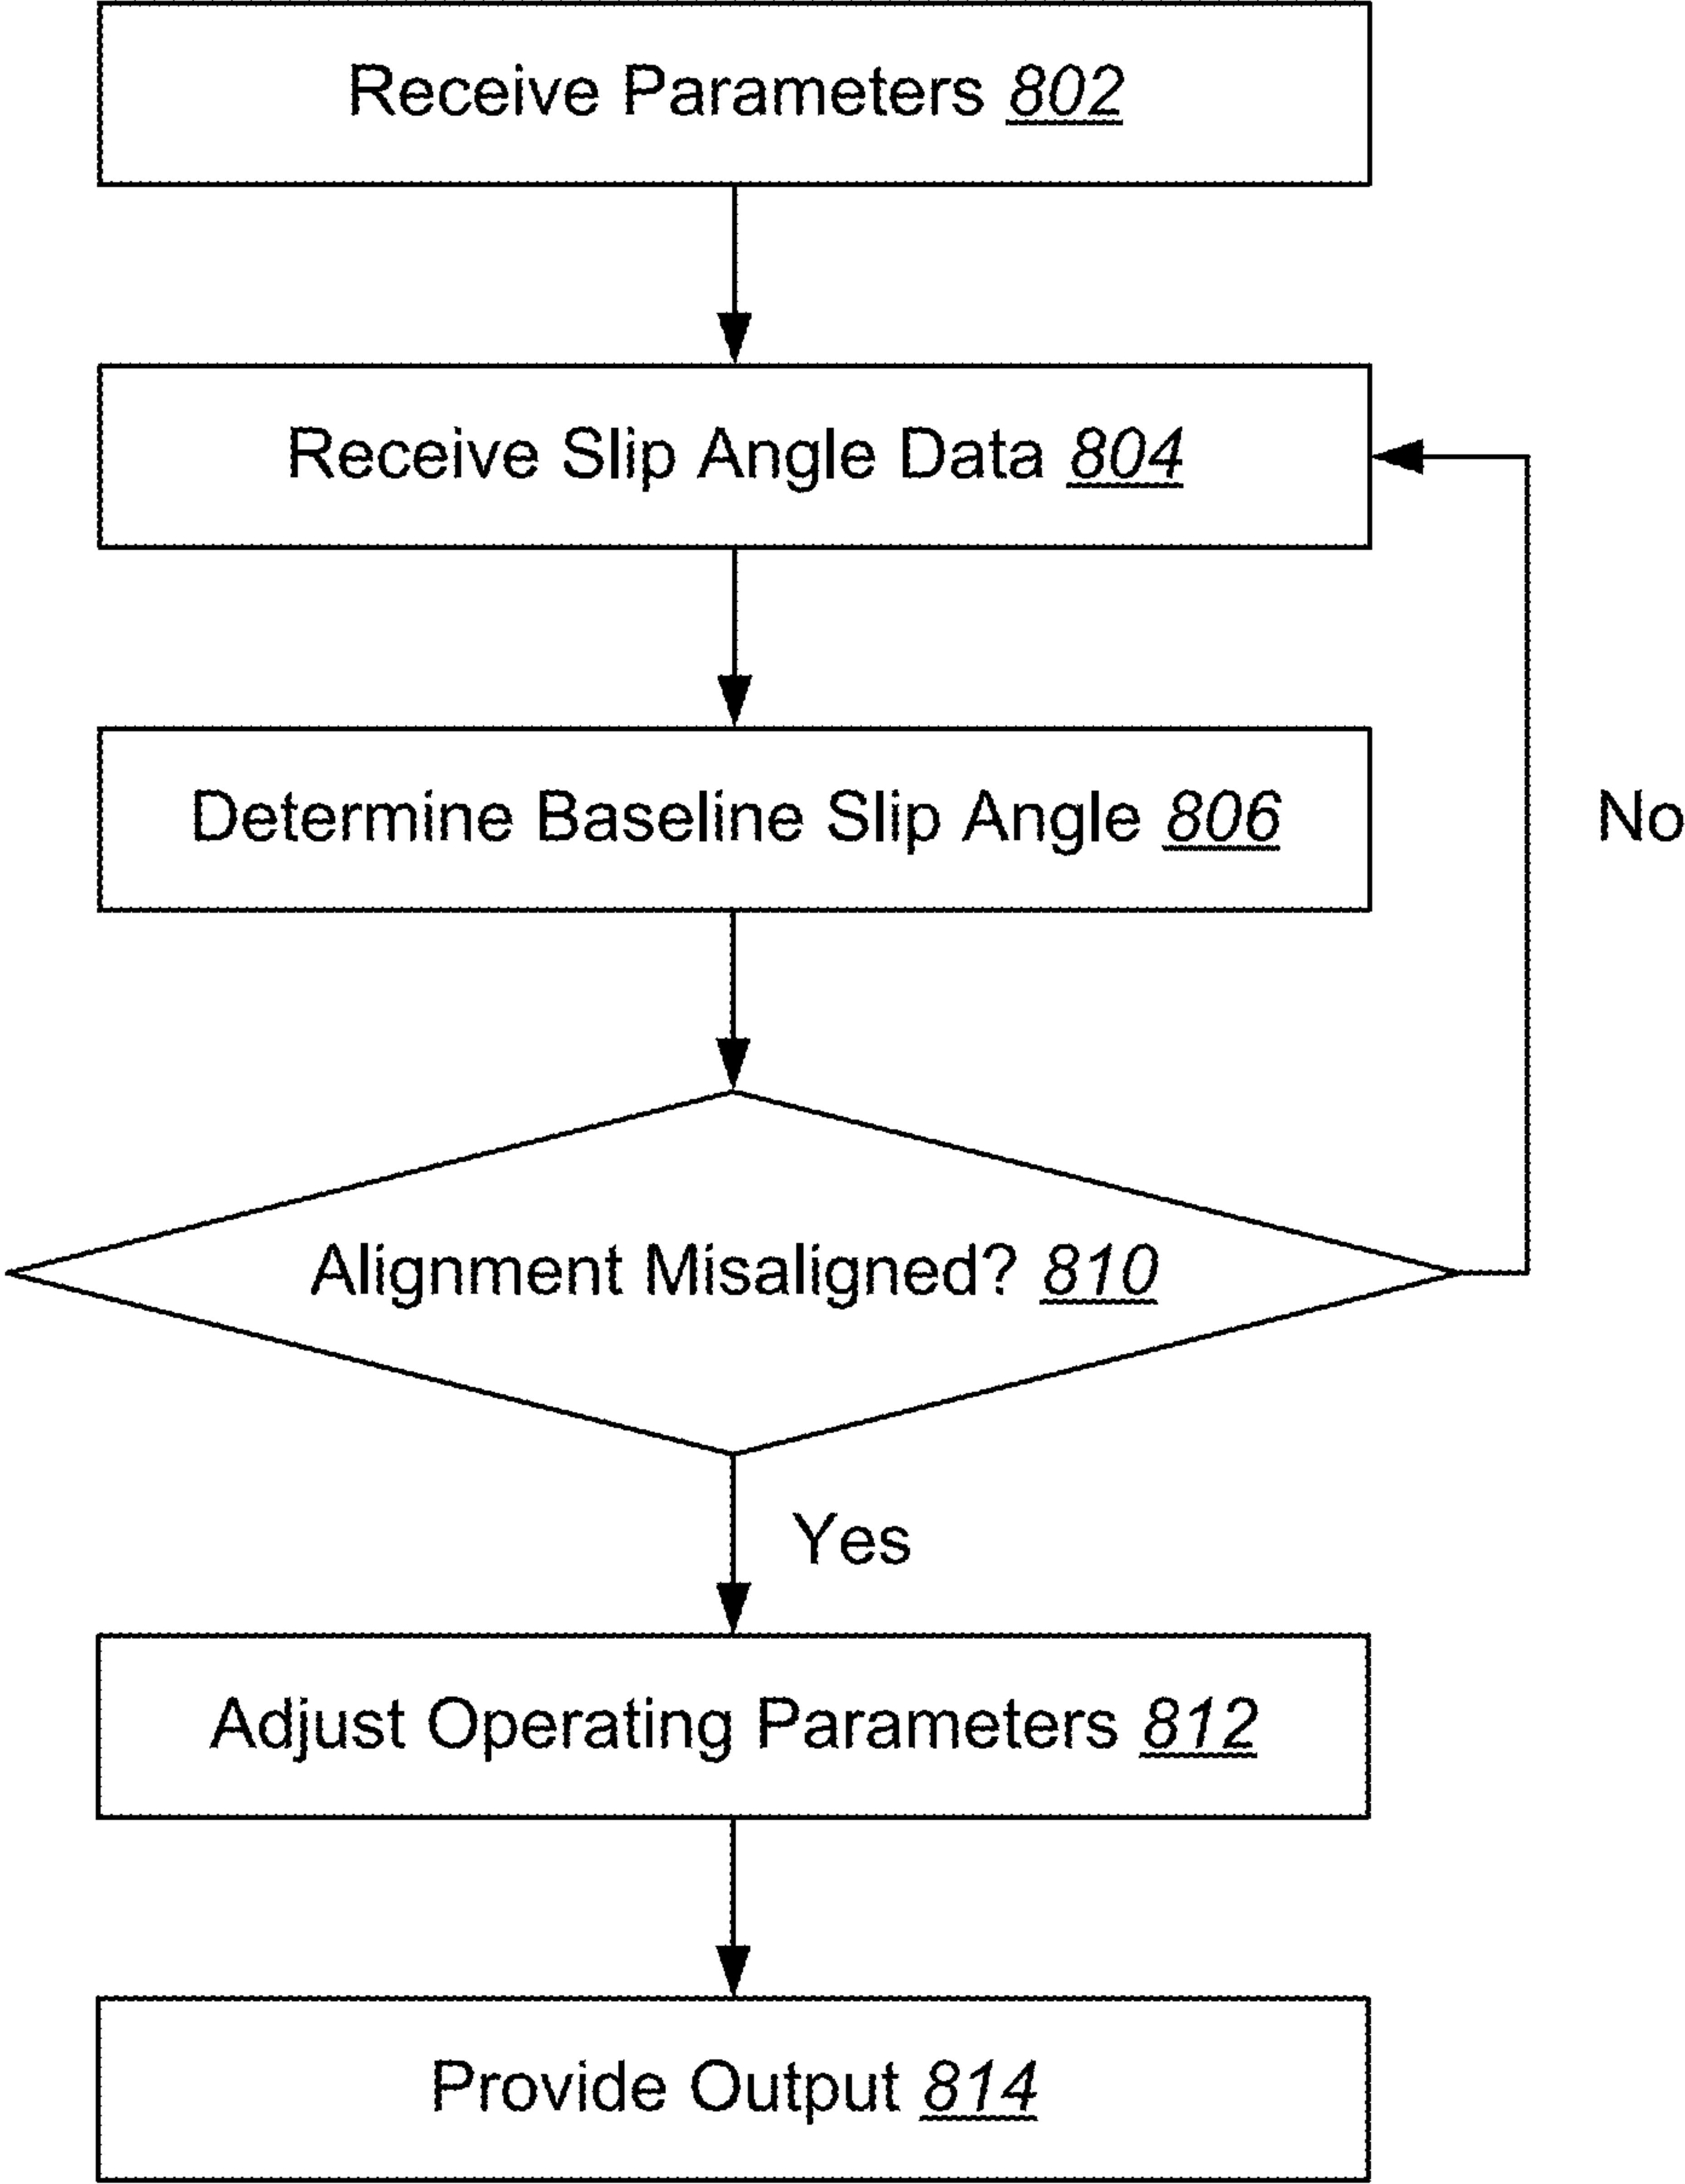 Receive Parameters 802
Receive Slip Angle Data 804
Determine Baseline Slip Angle 806
No
Alignment Misaligned? 810
Yes
Adjust Operating Parameters 812
Provide Output 814